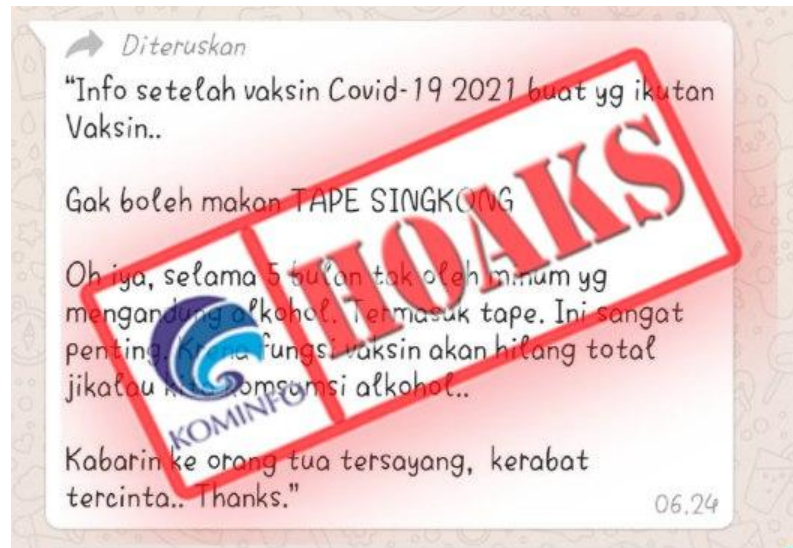 Diteruskan
"Info setelah vaksin Covid-19 2021 buat yg ikutan
Vaksin..
Gak boleh makan TAPE SINGKONG
Oh iya, selama 5 bulan tak oleh minum yg
mengandung alkohol. Termasuk tape. Ini sangat
penting. Krena fungsi vaksin akan hilang total
jikalau komsumsi alkohol..
Kabarin ke orang tua tersayang, kerabat
tercinta.. Thanks."
06.24
HOAKS
KOMINFO